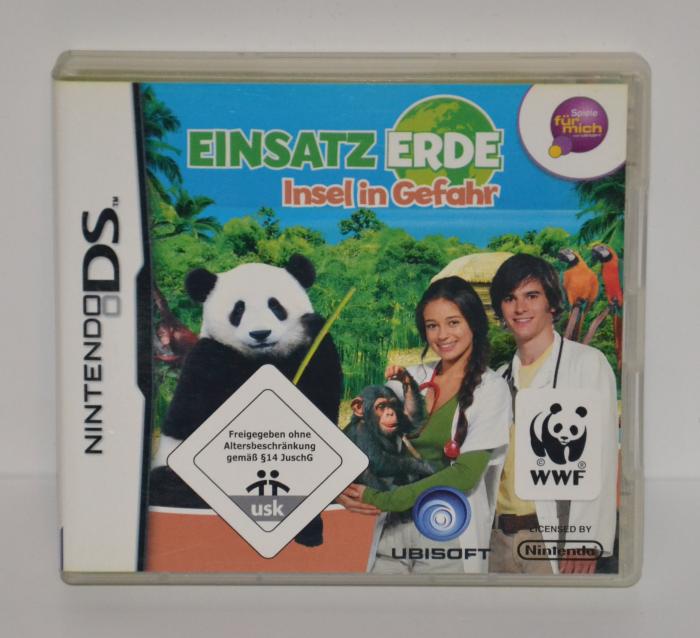 NINTENDO DS™
EINSATZ ERDE
Insel in Gefahr
Spiele
für
mich
Freigegeben ohne
Altersbeschränkung
gemäß §14 JuschG
usk
UBISOFT
© ®
WWF
LICENSED BY
Nintendo